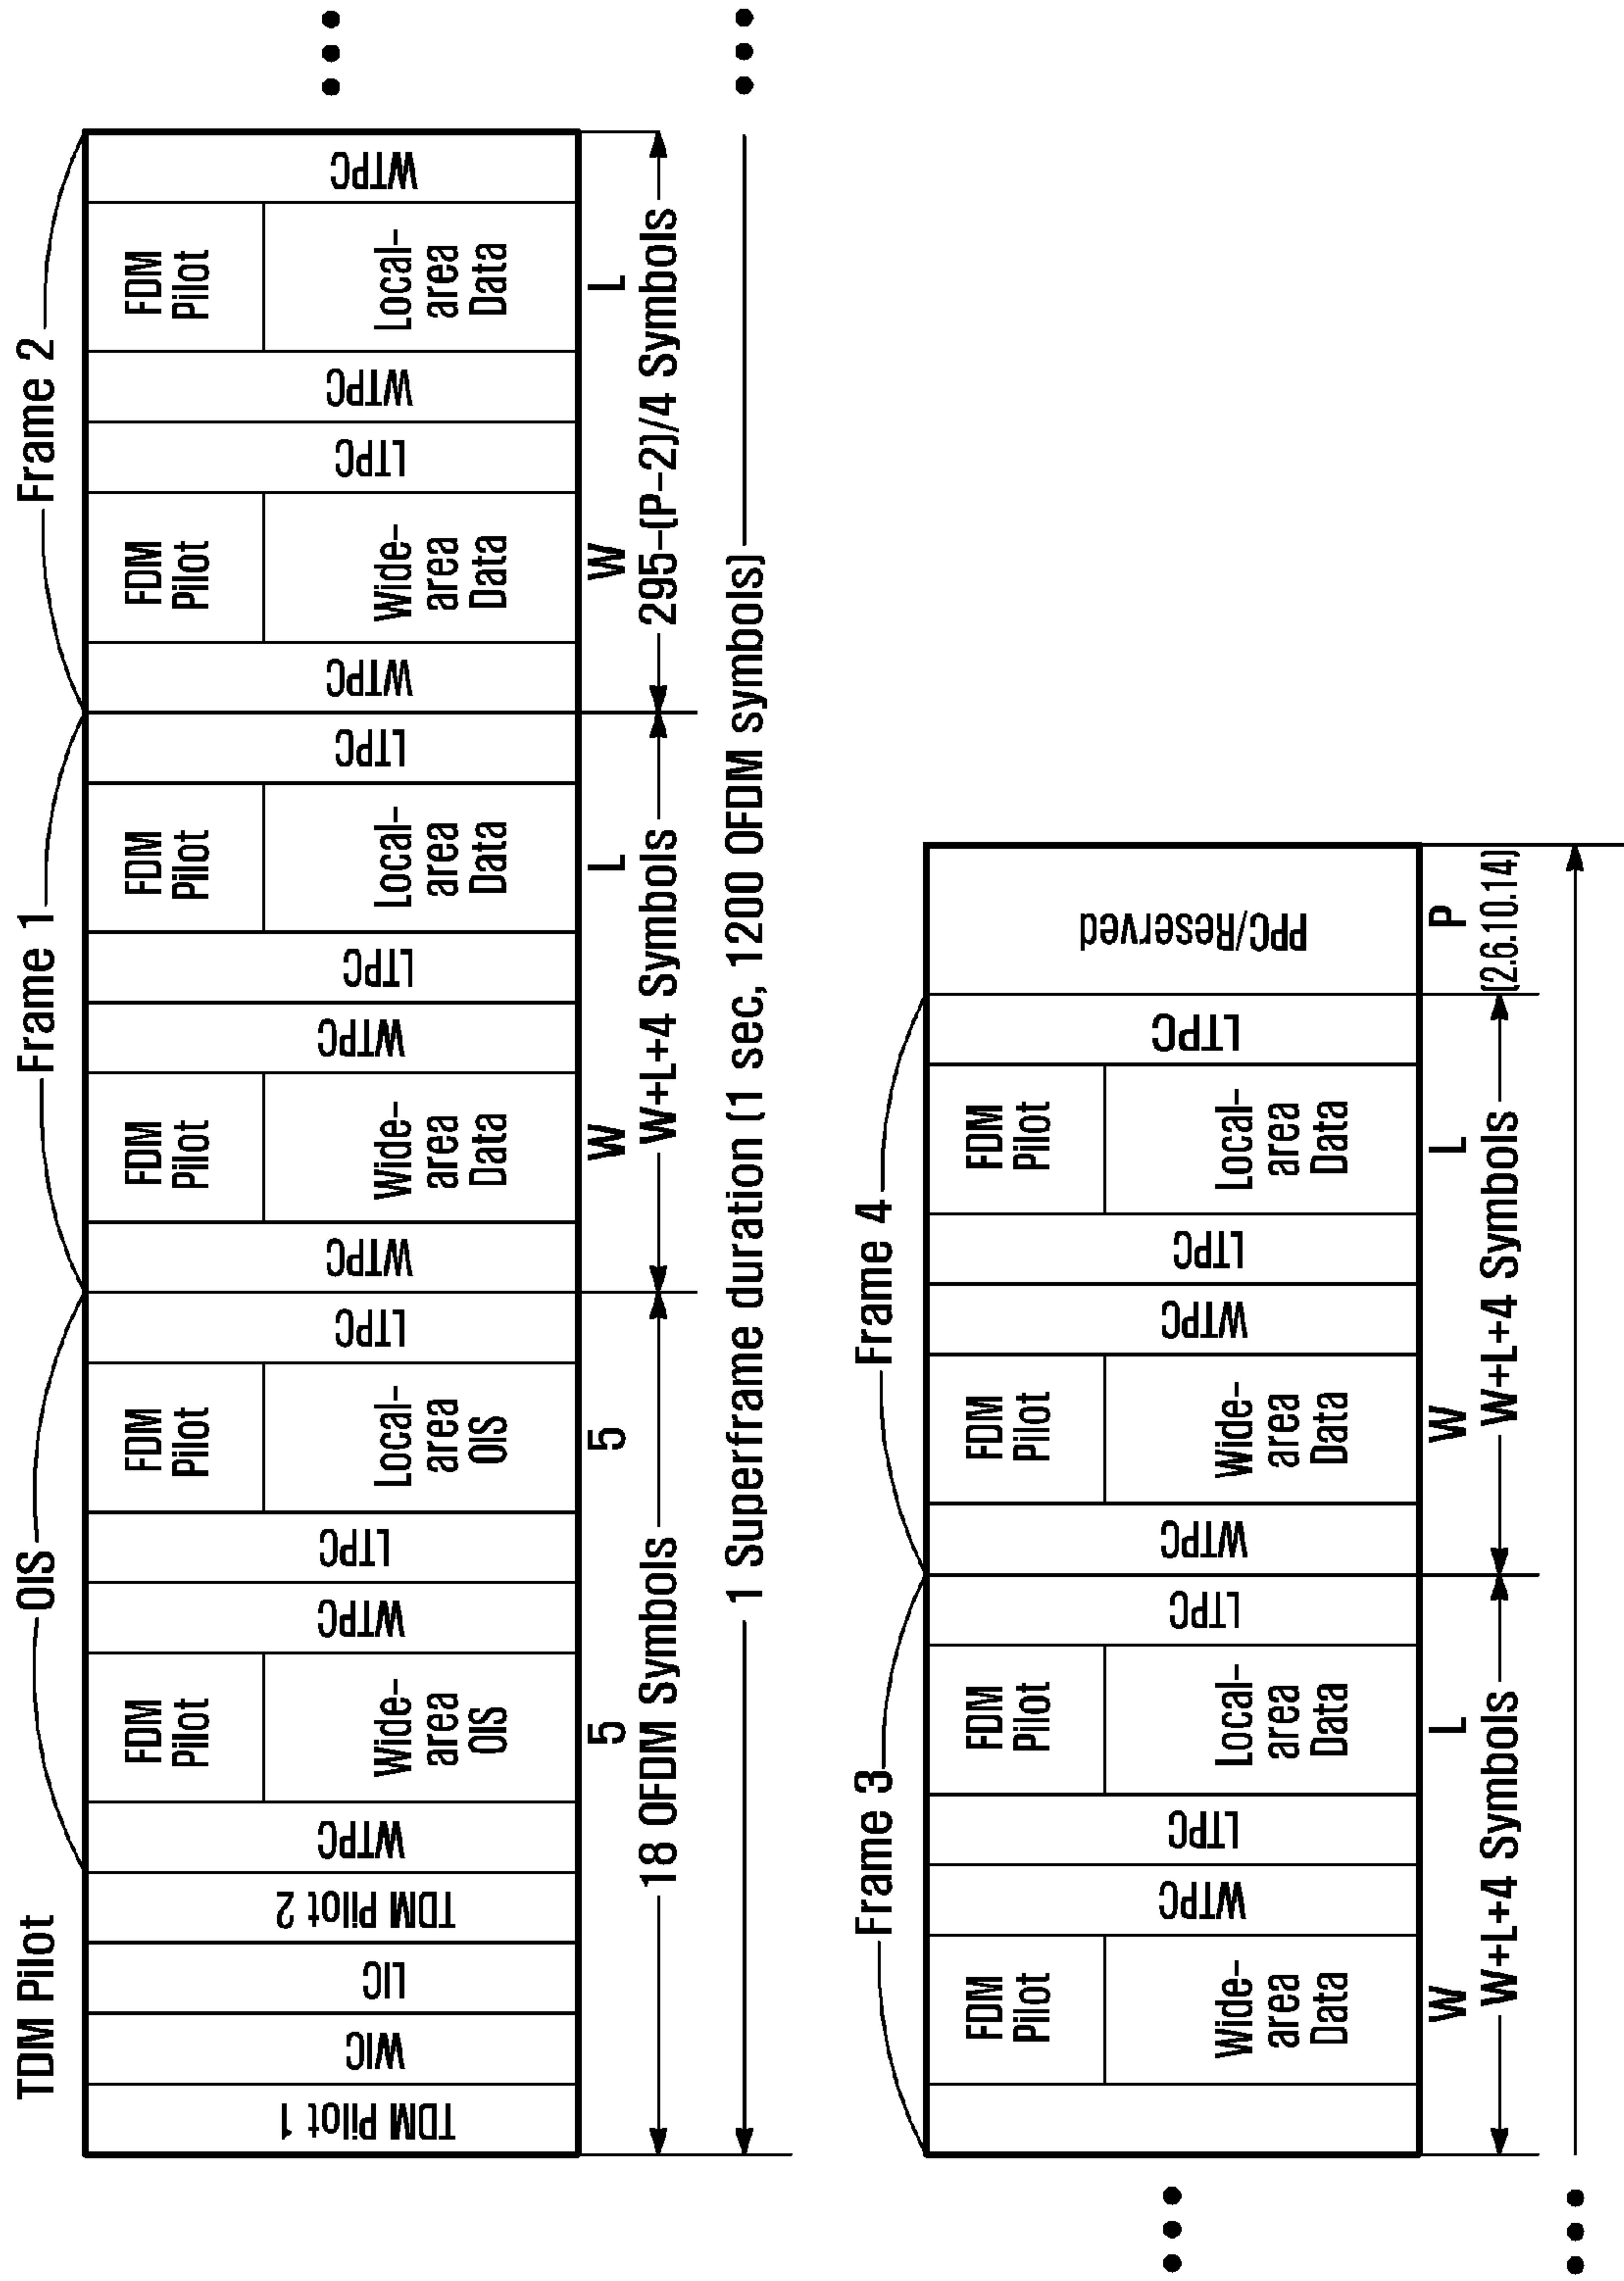 TDM Pilot
OIS
Frame 1
Frame 2
TDM Pilot 1
WIC
LIC
TDM Pilot 2
WTPC
FDM
Pilot
Wide-
area
OIS
WTPC
LTPC
FDM
Pilot
Local-
area
OIS
LTPC
WTPC
FDM
Pilot
Wide-
area
Data
WTPC
LTPC
FDM
Pilot
Local-
area
Data
LTPC
WTPC
FDM
Pilot
Wide-
area
Data
LTPC
WTPC
FDM
Pilot
Local-
area
Data
WTPC
5
5
W
L
W
L
18 OFDM Symbols
W+L+4 Symbols
295-(P-2)/4 Symbols
1 Superframe duration (1 sec, 1200 OFDM symbols)
Frame 3
Frame 4
FDM
Pilot
Wide-
area
Data
WTPC
LTPC
FDM
Pilot
Local-
area
Data
LTPC
WTPC
FDM
Pilot
Wide-
area
Data
WTPC
LTPC
FDM
Pilot
Local-
area
Data
LTPC
PPC/Reserved
W
L
W
L
P
W+L+4 Symbols
W+L+4 Symbols
(2.6.10.14)